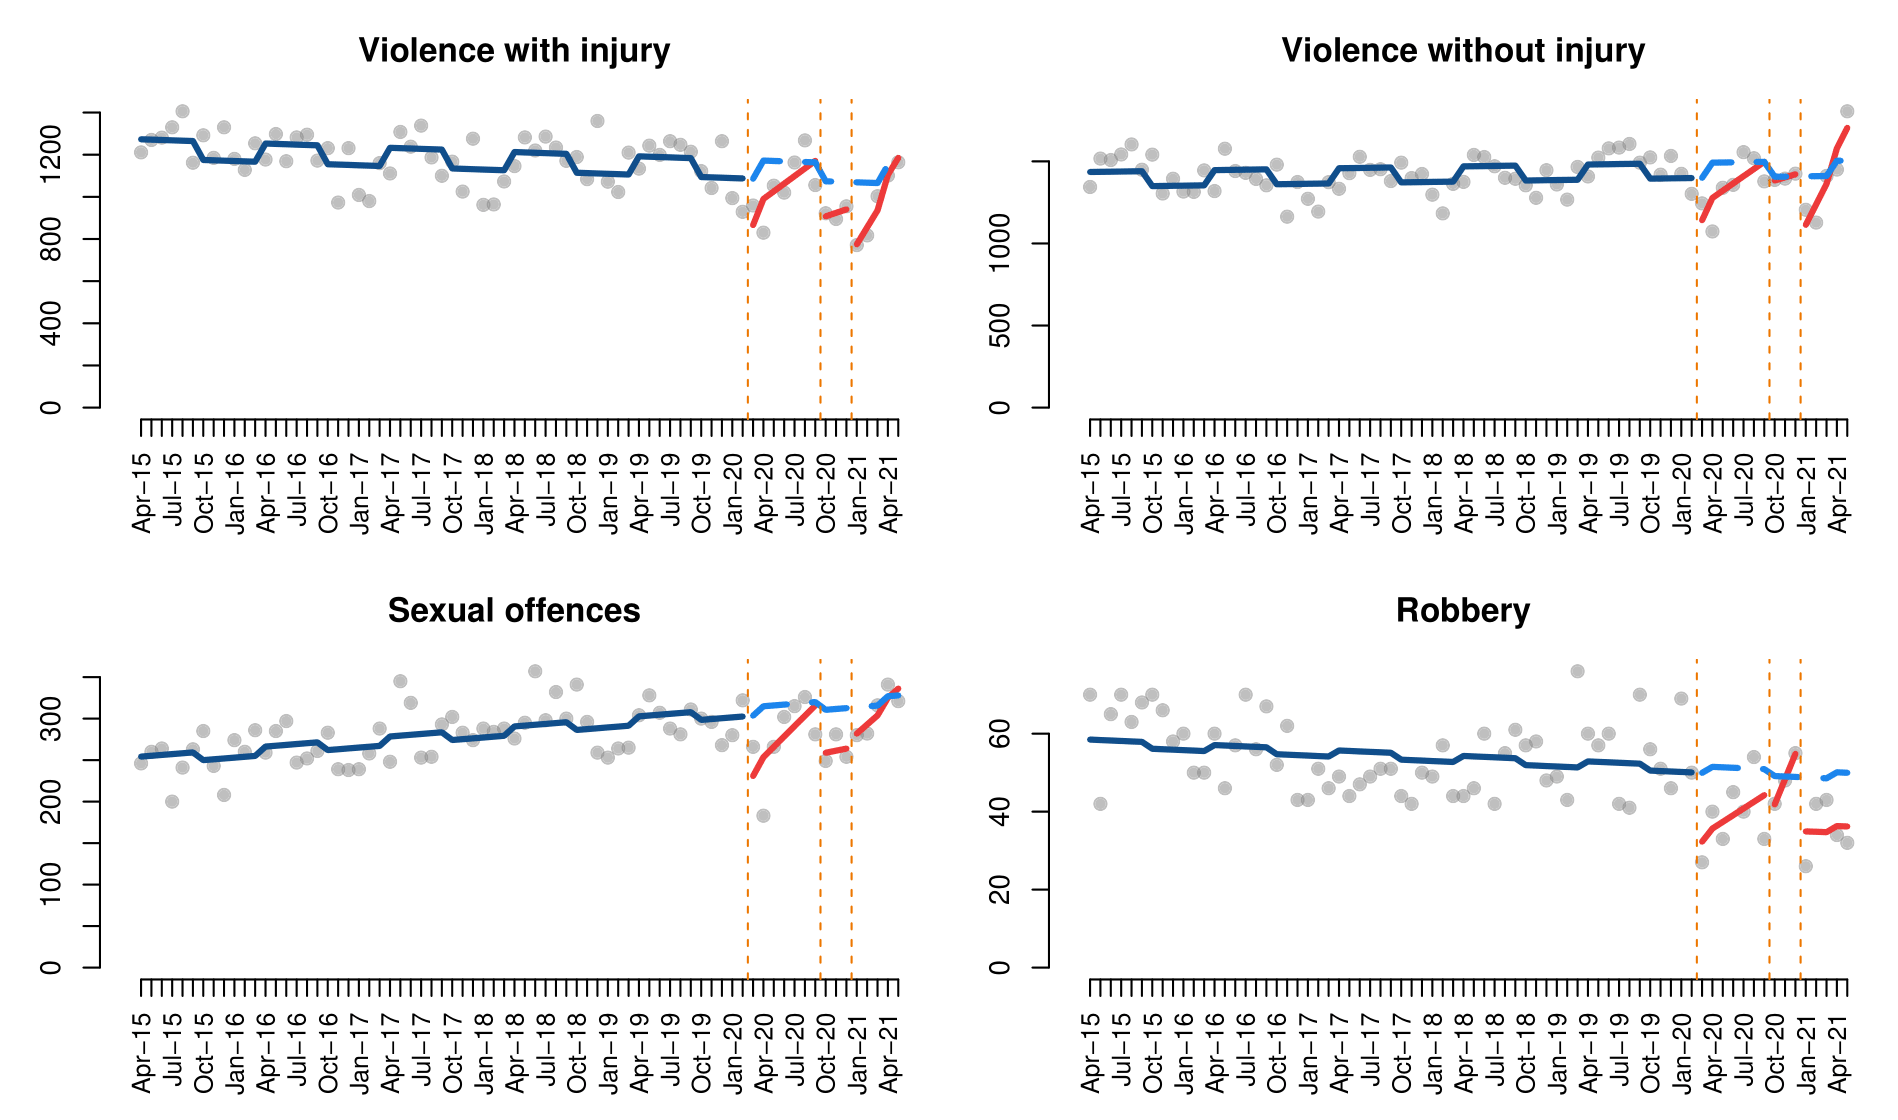 Violence with injury
0 400 800 1200
Apr−15 Jul−15 Oct−15 Jan−16 Apr−16 Jul−16 Oct−16 Jan−17 Apr−17 Jul−17 Oct−17 Jan−18 Apr−18 Jul−18 Oct−18 Jan−19 Apr−19 Jul−19 Oct−19 Jan−20 Apr−20 Jul−20 Oct−20 Jan−21 Apr−21
Violence without injury
0 500 1000
Apr−15 Jul−15 Oct−15 Jan−16 Apr−16 Jul−16 Oct−16 Jan−17 Apr−17 Jul−17 Oct−17 Jan−18 Apr−18 Jul−18 Oct−18 Jan−19 Apr−19 Jul−19 Oct−19 Jan−20 Apr−20 Jul−20 Oct−20 Jan−21 Apr−21
Sexual offences
0 100 200 300
Apr−15 Jul−15 Oct−15 Jan−16 Apr−16 Jul−16 Oct−16 Jan−17 Apr−17 Jul−17 Oct−17 Jan−18 Apr−18 Jul−18 Oct−18 Jan−19 Apr−19 Jul−19 Oct−19 Jan−20 Apr−20 Jul−20 Oct−20 Jan−21 Apr−21
Robbery
0 20 40 60
Apr−15 Jul−15 Oct−15 Jan−16 Apr−16 Jul−16 Oct−16 Jan−17 Apr−17 Jul−17 Oct−17 Jan−18 Apr−18 Jul−18 Oct−18 Jan−19 Apr−19 Jul−19 Oct−19 Jan−20 Apr−20 Jul−20 Oct−20 Jan−21 Apr−21